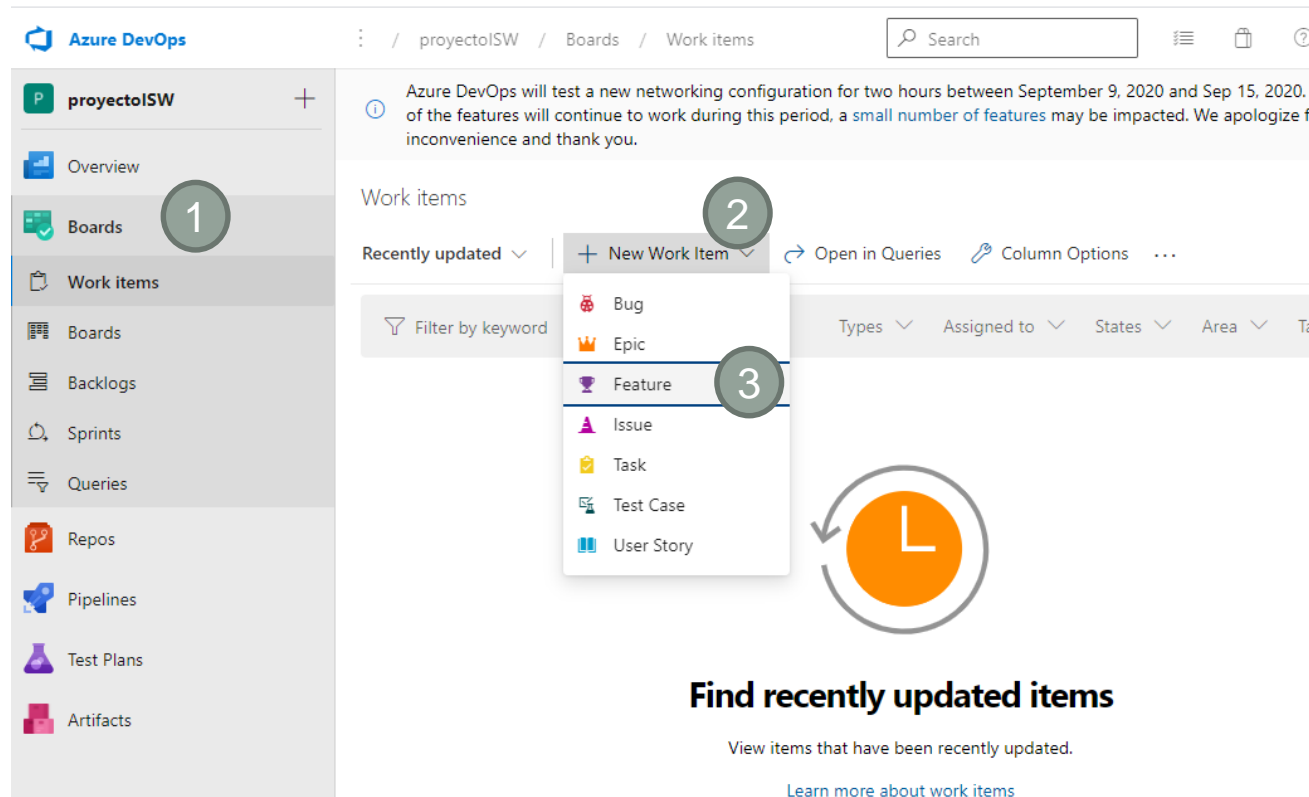 Azure DevOps
/ proyectoISW / Boards / Work items
Search
P proyectoISW
Azure DevOps will test a new networking configuration for two hours between September 9, 2020 and Sep 15, 2020.
of the features will continue to work during this period, a small number of features may be impacted. We apologize f
inconvenience and thank you.
Overview
Boards
1
Work items
Boards
Backlogs
Sprints
Queries
Repos
Pipelines
Test Plans
Artifacts
Work items
2
Recently updated
New Work Item
Open in Queries
Column Options
...
Filter by keyword
Types
Assigned to
States
Area
Ta
Bug
Epic
Feature
3
Issue
Task
Test Case
User Story
Find recently updated items
View items that have been recently updated.
Learn more about work items